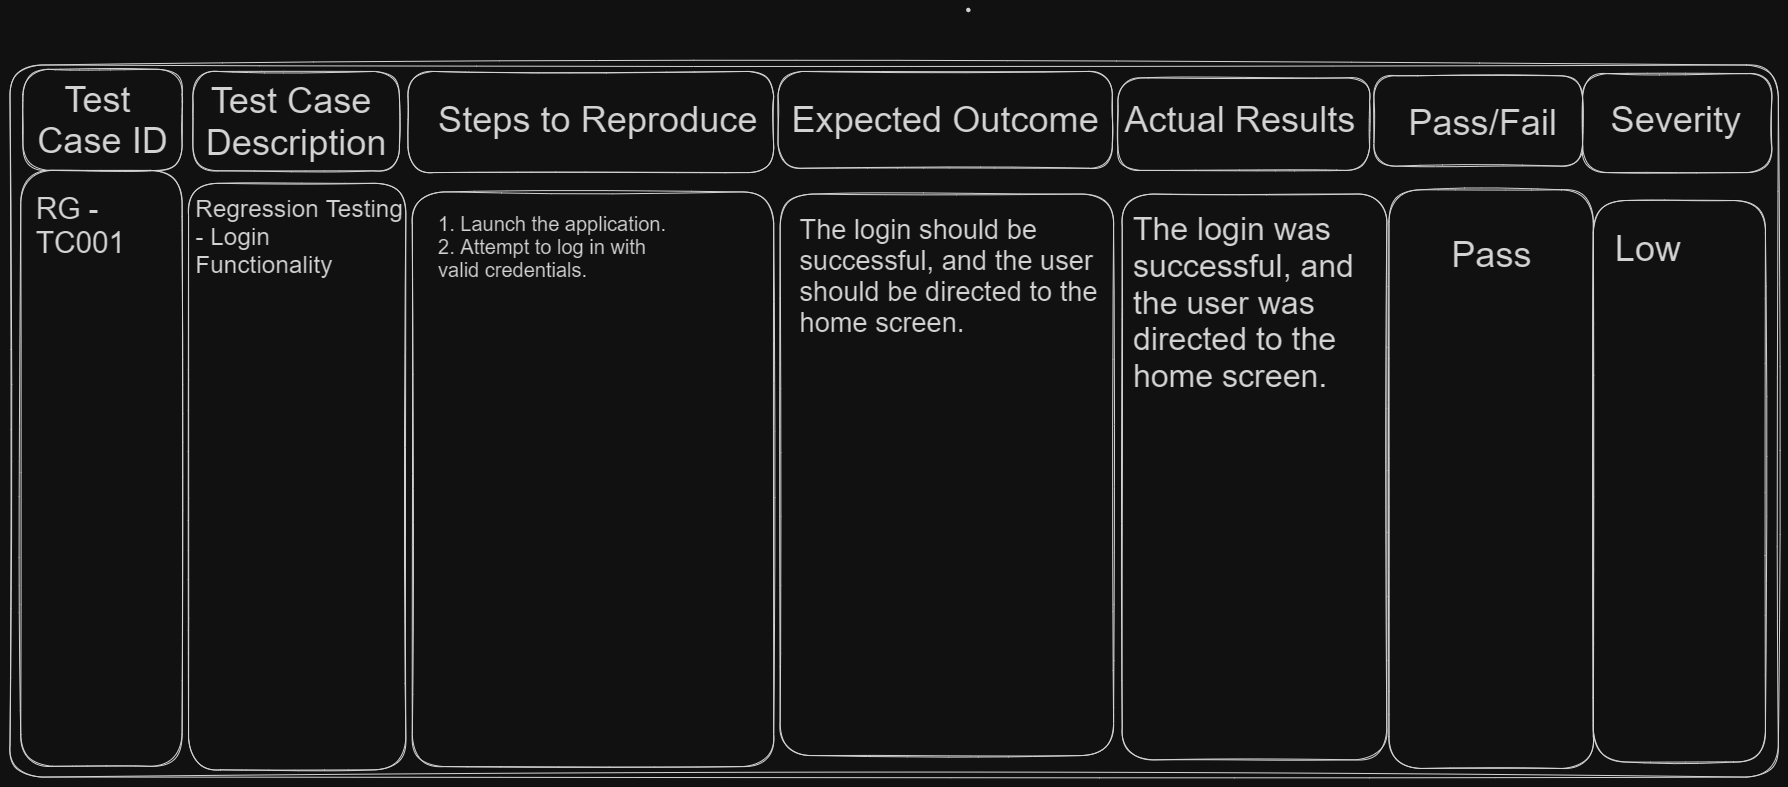 Test
Case ID
Test Case
Description
Steps to Reproduce
Expected Outcome
Actual Results
Pass/Fail
Severity
RG -
TC001
Regression Testing
- Login
Functionality
1. Launch the application.
2. Attempt to log in with
valid credentials.
The login should be
successful, and the user
should be directed to the
home screen.
The login was
successful, and
the user was
directed to the
home screen.
Pass
Low